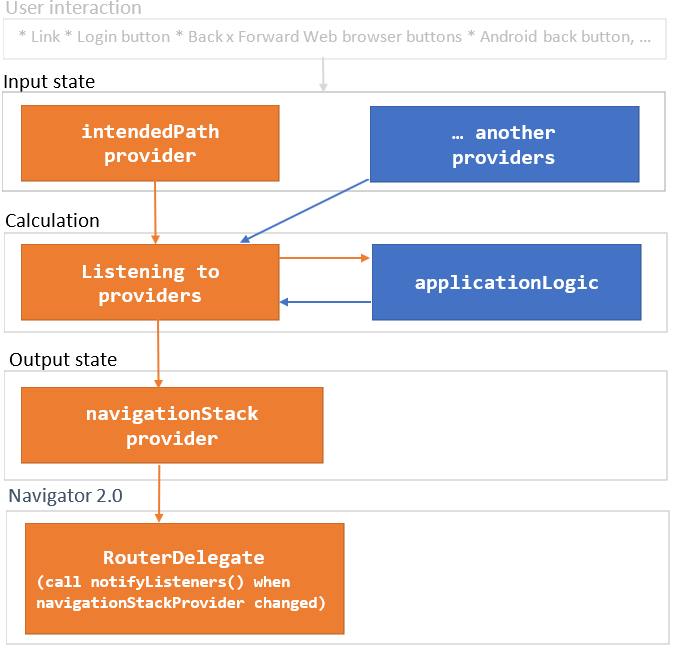 User interaction
* Link * Login button * Back x Forward Web browser buttons * Android back button, …
Input state
intendedPath
provider
… another
providers
Calculation
Listening to
providers
applicationLogic
Output state
navigationStack
provider
Navigator 2.0
RouterDelegate
(call notifyListeners() when
navigationStackProvider changed)